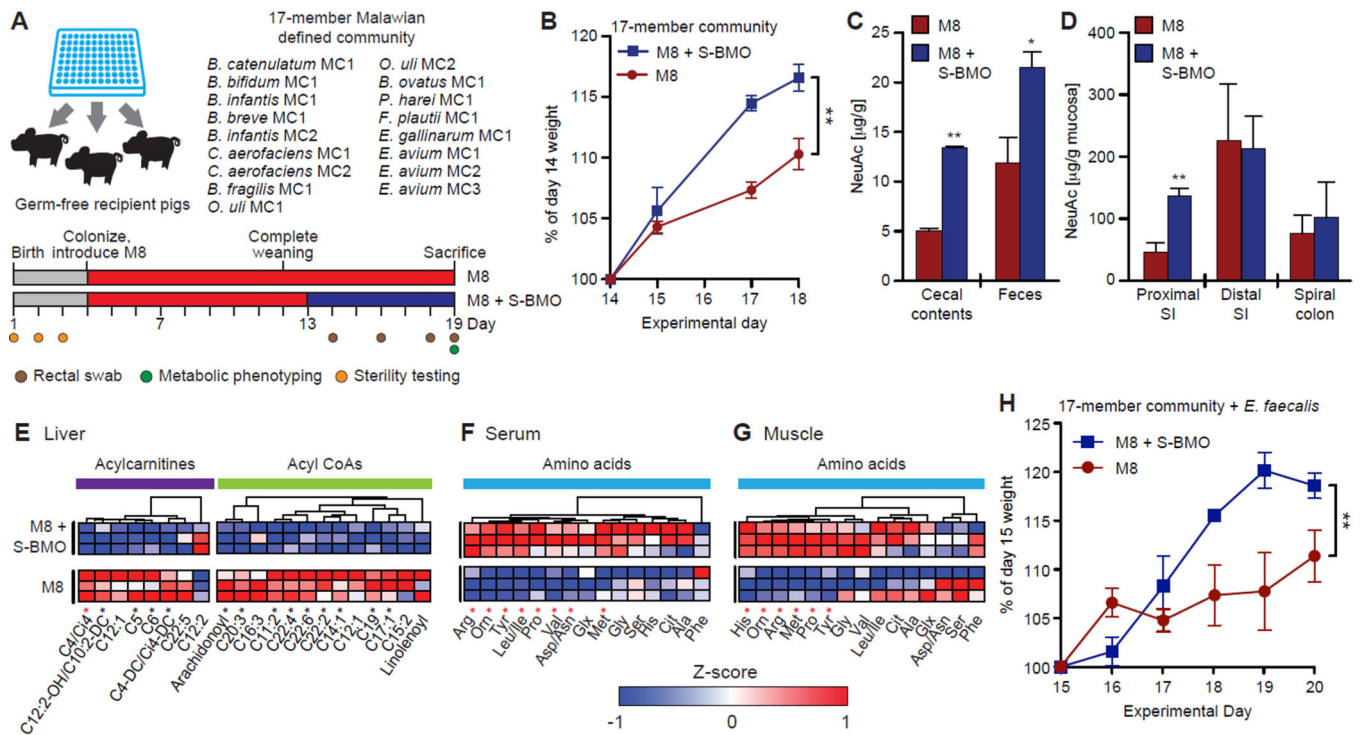 A
17-member Malawian
defined community
B. catenulatum MC1
B. bifidum MC1
B. infantis MC1
B. breve MC1
B. infantis MC2
C. aerofaciens MC1
C. aerofaciens MC2
B. fragilis MC1
O. uli MC1
O. uli MC2
B. ovatus MC1
P. harei MC1
F. plautii MC1
E. gallinarum MC1
E. avium MC1
E. avium MC2
E. avium MC3
Germ-free recipient pigs
Birth
Colonize,
introduce M8
Complete
weaning
Sacrifice
M8
M8 + S-BMO
1 7 13 19 Day
Rectal swab
Metabolic phenotyping
Sterility testing
B
17-member community
M8 + S-BMO
M8
**
% of day 14 weight
120
115
110
105
100
14 15 16 17 18
Experimental day
C
M8
M8 +
S-BMO
*
**
NeuAc [µg/g]
25
20
15
10
5
0
Cecal
contents
Feces
D
M8
M8 +
S-BMO
**
NeuAc [µg/g mucosa]
400
300
200
100
0
Proximal
SI
Distal
SI
Spiral
colon
E Liver
Acylcarnitines
Acyl CoAs
M8 +
S-BMO
M8
C4/Ci4*
C12:2-OH/C10:2-DC*
C12:1
C5*
C6*
C4-DC/Ci4-DC*
C22:5
C12:2
Arachidonoyl*
C20:3*
C16:3
C11:2*
C22:4
C22:6
C22:2*
C14:1*
C12:1
C19*
C17:1*
C15:2
Linolenoyl
F Serum
Amino acids
Arg*
Orn*
Tyr*
Leu/Ile*
Pro*
Val*
Asp/Asn*
Glx
Met*
Gly
Ser
His
Cit
Ala
Phe
G Muscle
Amino acids
His*
Orn*
Arg*
Met*
Pro*
Tyr*
Gly
Val
Leu/Ile
Cit
Ala
Glx
Asp/Asn
Ser
Phe
Z-score
-1 0 1
H
17-member community + E. faecalis
M8 + S-BMO
M8
**
% of day 15 weight
125
120
115
110
105
100
15 16 17 18 19 20
Experimental Day